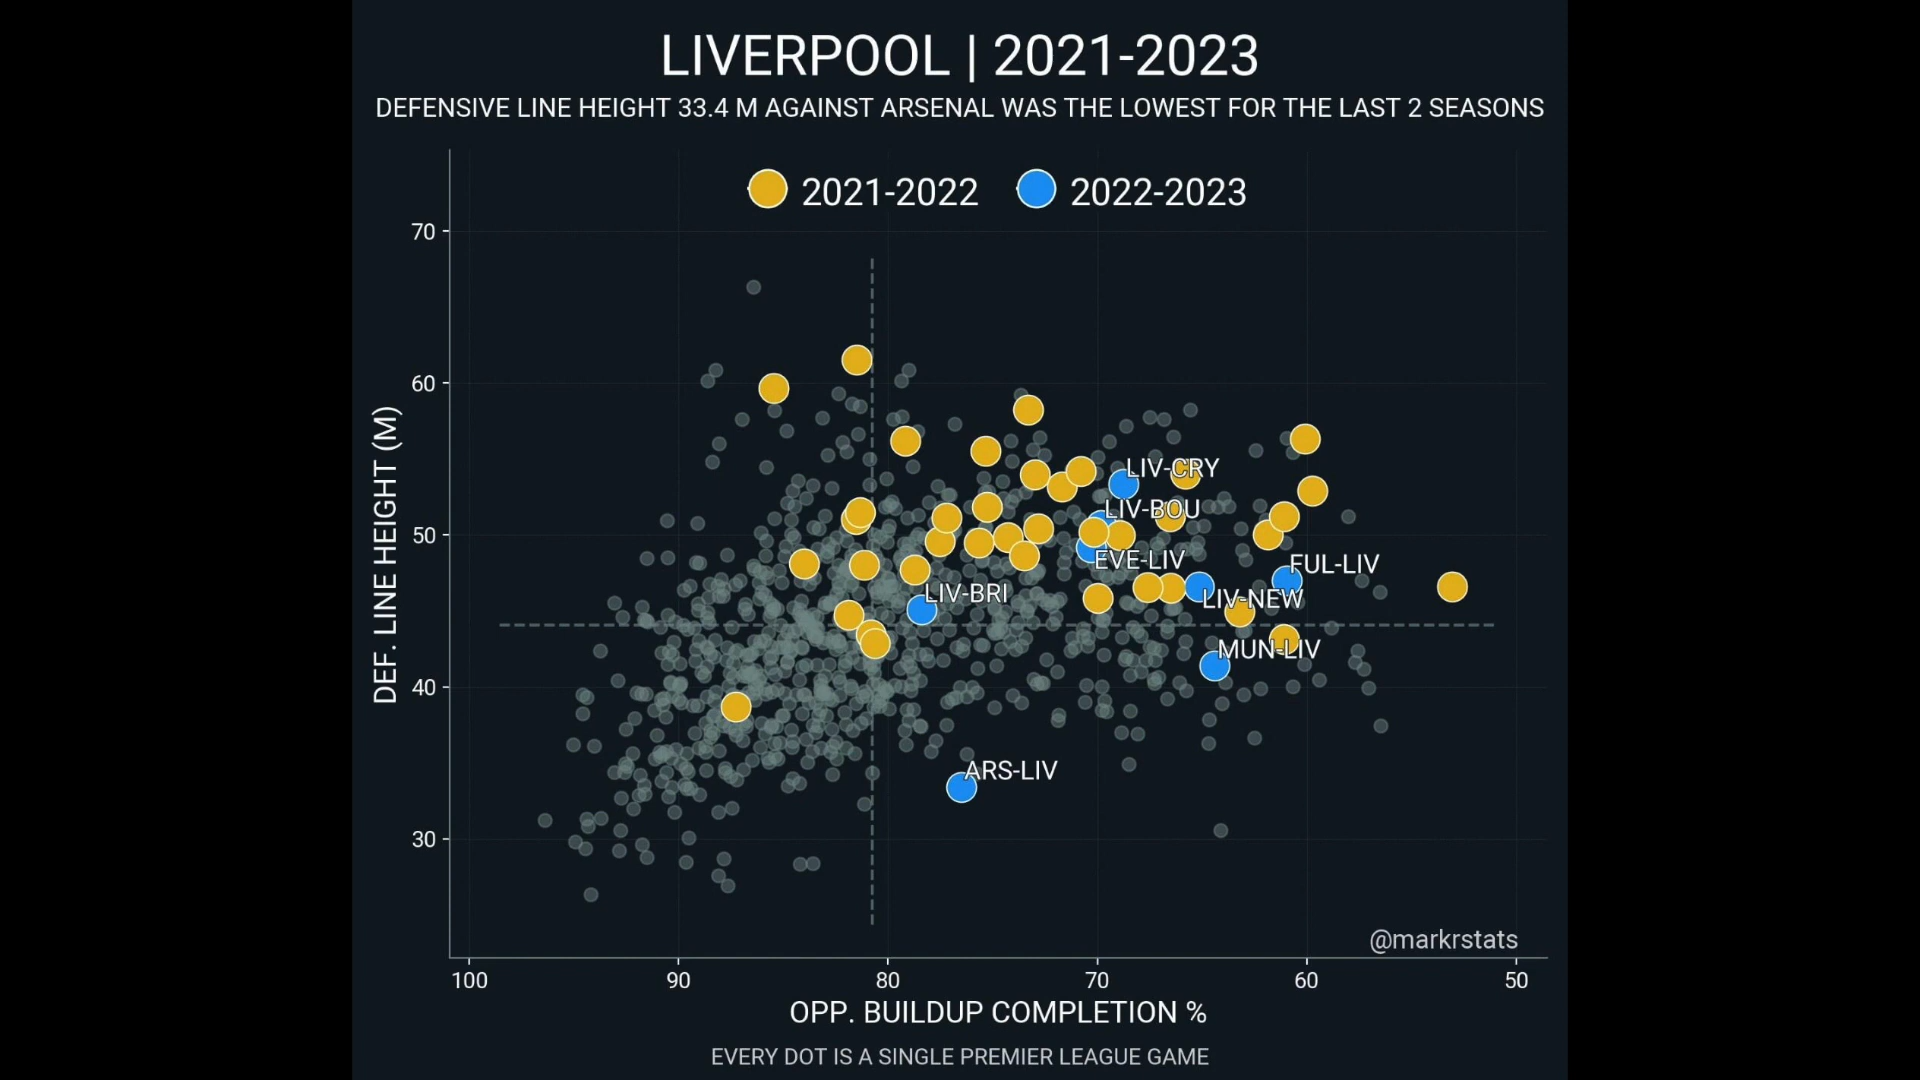 LIVERPOOL | 2021-2023
DEFENSIVE LINE HEIGHT 33.4 M AGAINST ARSENAL WAS THE LOWEST FOR THE LAST 2 SEASONS
2021-2022 2022-2023
70
60
50
40
30
DEF. LINE HEIGHT (M)
LIV-CRY
LIV-BOU
EVE-LIV
FUL-LIV
LIV-BRI
LIV-NEW
MUN-LIV
ARS-LIV
@markrstats
100 90 80 70 60 50
OPP. BUILDUP COMPLETION %
EVERY DOT IS A SINGLE PREMIER LEAGUE GAME